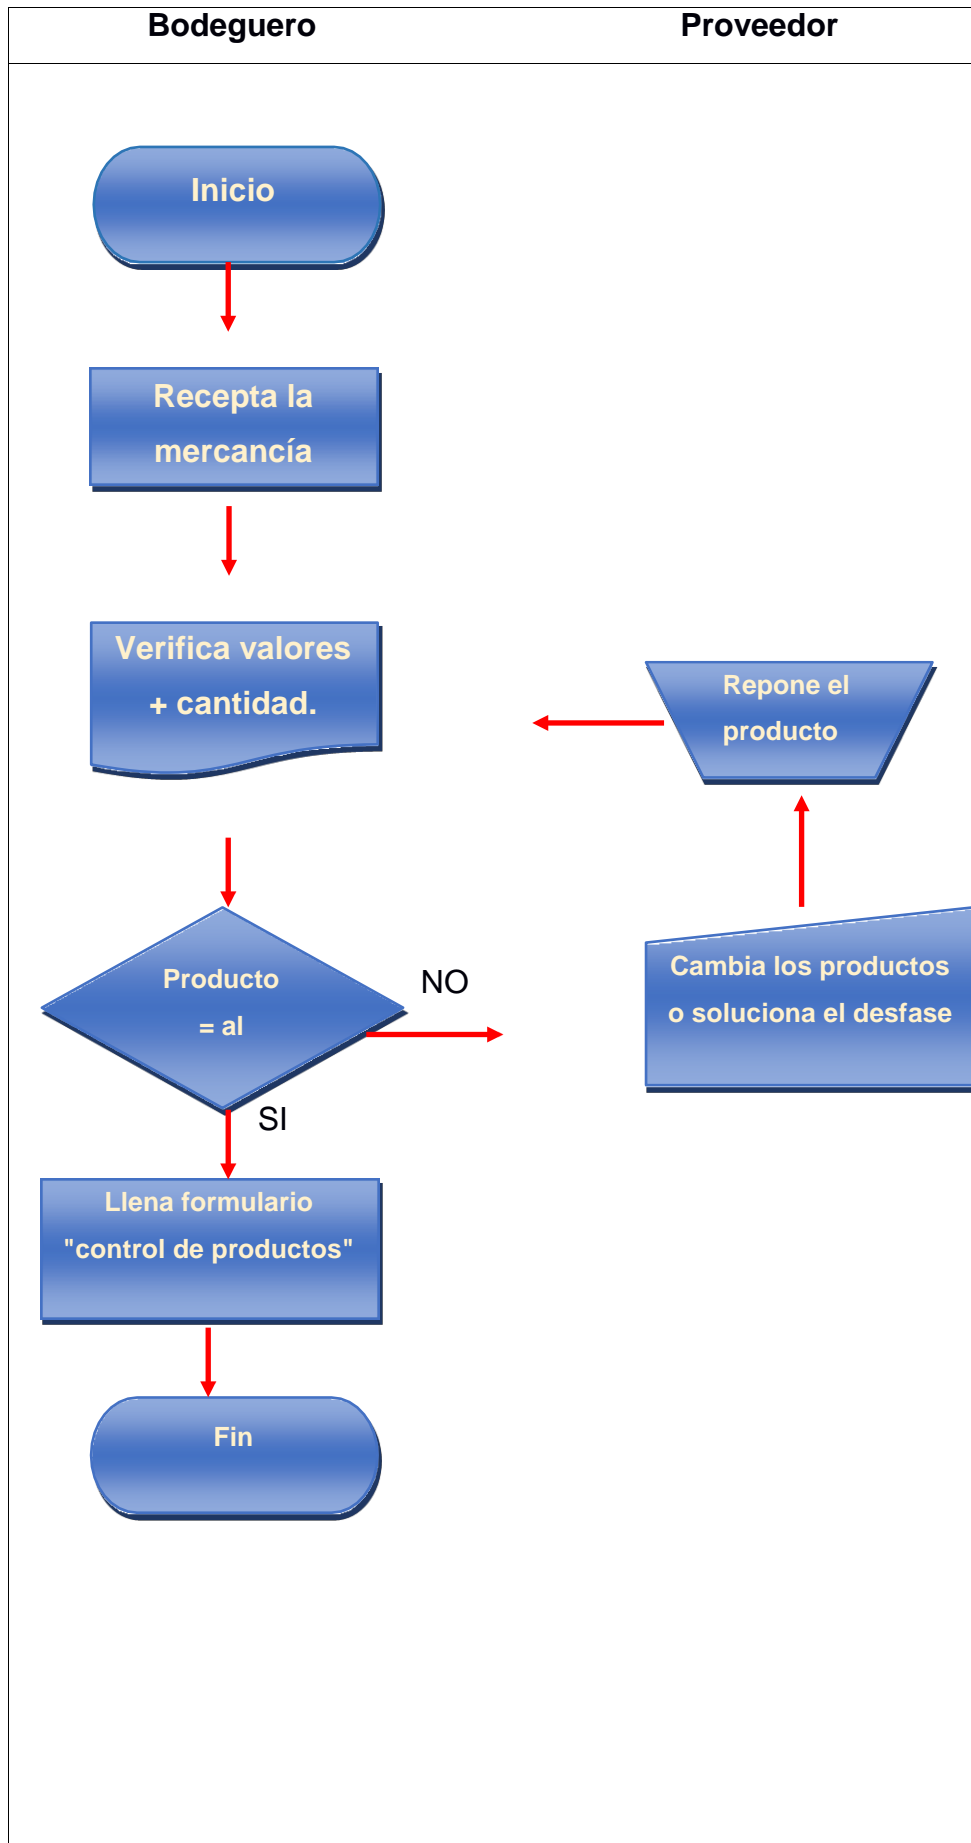 Bodeguero
Proveedor
Inicio
Recepta la
mercancía
Verifica valores
+ cantidad.
Repone el
producto
Producto
= al
NO
Cambia los productos
o soluciona el desfase
SI
Llena formulario
"control de productos"
Fin